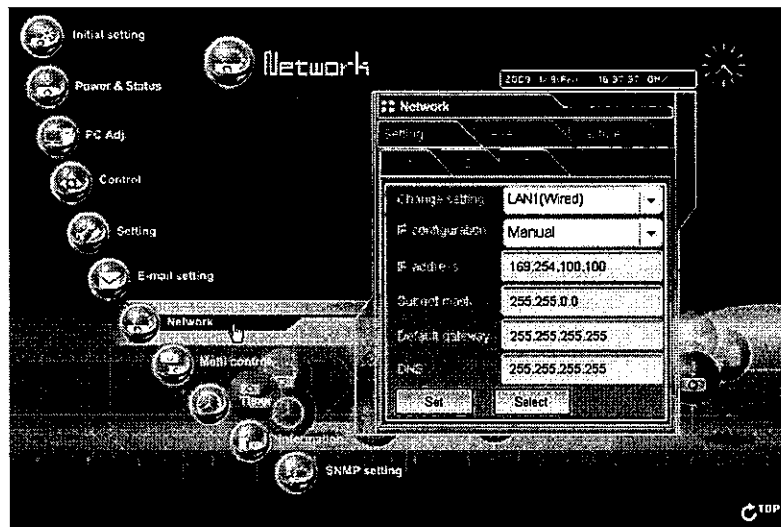 Initial setting
Power & Status
PC Adj.
Control
Setting
E-mail setting
Network
Multi control
Timer
Information
SNMP setting
Network
2009
Network
Setting
Change setting LAN1(Wired)
IP configuration Manual
IP address 169.254.100.100
Subnet mask 255.255.0.0
Default gateway 255.255.255.255
DNS 255.255.255.255
Set Select
TOP